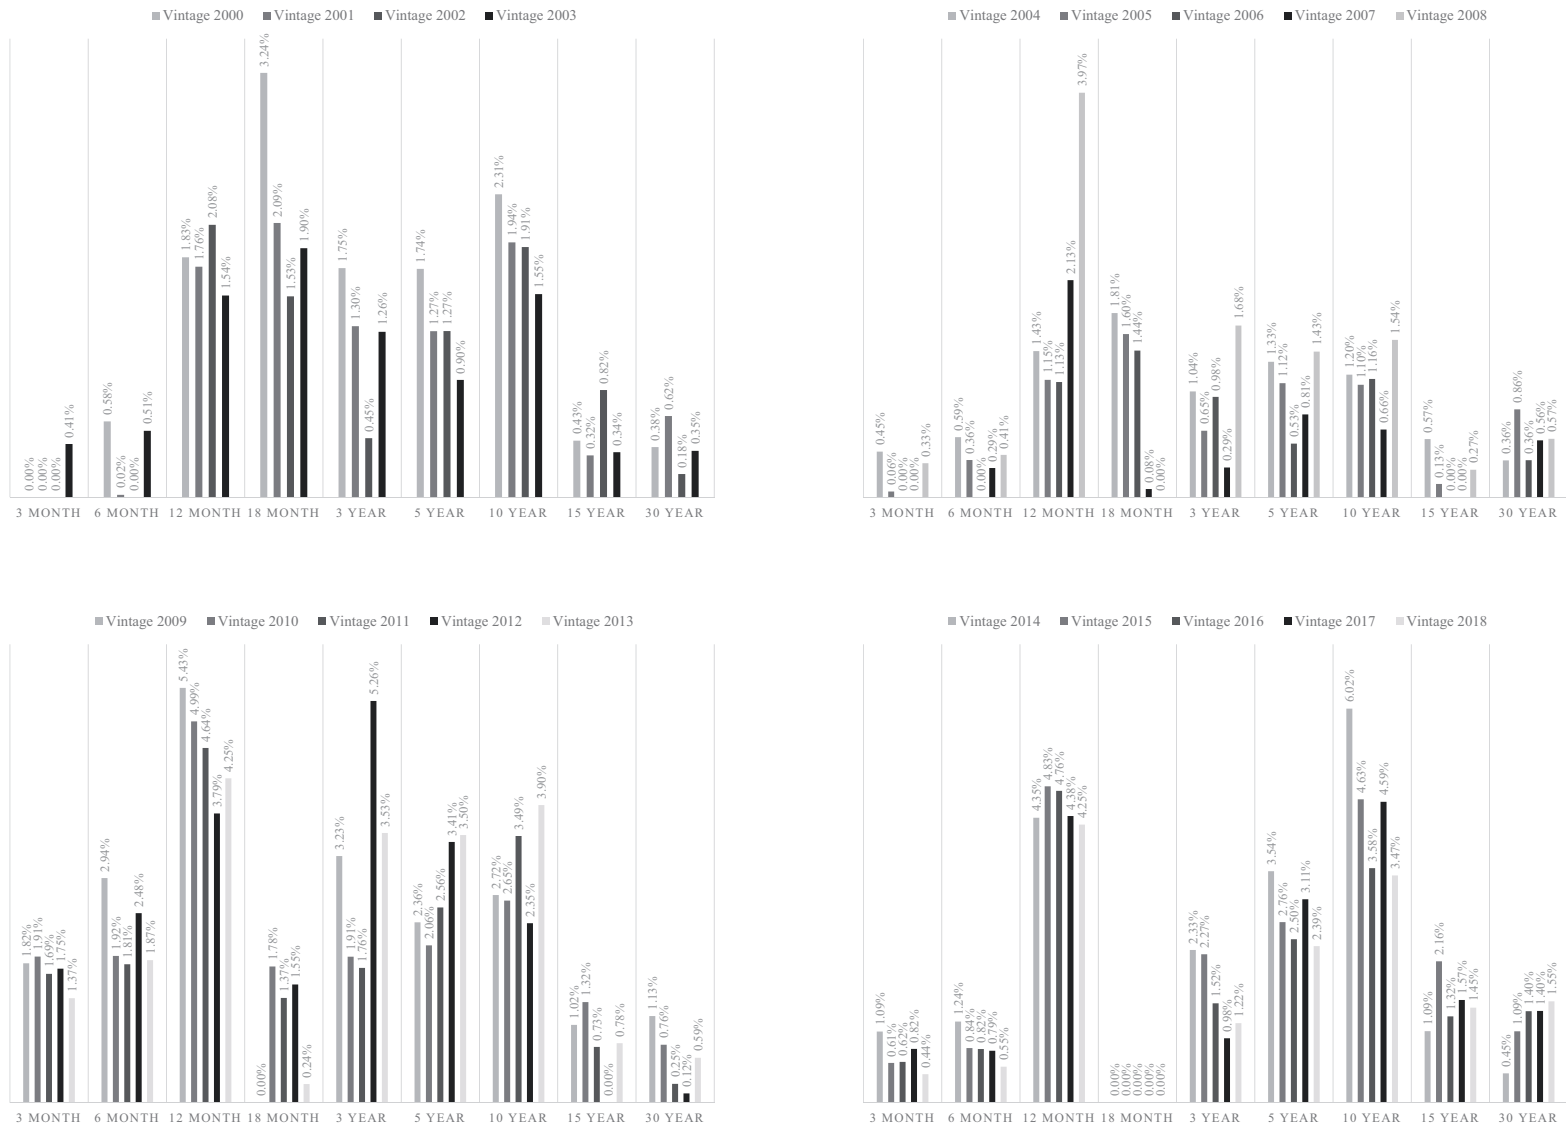 Vintage 2000 Vintage 2001 Vintage 2002 Vintage 2003
0.00% 0.00% 0.00% 0.41%
0.58% 0.02% 0.00% 0.51%
1.83% 1.76% 2.08% 1.54%
3.24% 2.09% 1.53% 1.90%
1.75% 1.30% 0.45% 1.26%
1.74% 1.27% 1.27% 0.90%
2.31% 1.94% 1.91% 1.55%
0.43% 0.32% 0.82% 0.34%
0.38% 0.62% 0.18% 0.35%
3 MONTH 6 MONTH 12 MONTH 18 MONTH 3 YEAR 5 YEAR 10 YEAR 15 YEAR 30 YEAR
Vintage 2004 Vintage 2005 Vintage 2006 Vintage 2007 Vintage 2008
0.45% 0.06% 0.00% 0.00% 0.33%
0.59% 0.36% 0.00% 0.29% 0.41%
1.43% 1.15% 1.13% 2.13% 3.97%
1.81% 1.60% 1.44% 0.08% 0.00%
1.04% 0.65% 0.98% 0.29% 1.68%
1.33% 1.12% 0.53% 0.81% 1.43%
1.20% 1.10% 1.16% 0.66% 1.54%
0.57% 0.13% 0.00% 0.00% 0.27%
0.36% 0.86% 0.36% 0.56% 0.57%
3 MONTH 6 MONTH 12 MONTH 18 MONTH 3 YEAR 5 YEAR 10 YEAR 15 YEAR 30 YEAR
Vintage 2009 Vintage 2010 Vintage 2011 Vintage 2012 Vintage 2013
1.82% 1.91% 1.69% 1.75% 1.37%
2.94% 1.92% 1.81% 2.48% 1.87%
5.43% 4.99% 4.64% 3.79% 4.25%
0.00% 1.78% 1.37% 1.55% 0.24%
3.23% 1.91% 1.76% 5.26% 3.53%
2.36% 2.06% 2.56% 3.41% 3.50%
2.72% 2.65% 3.49% 2.35% 3.90%
1.02% 1.32% 0.73% 0.00% 0.78%
1.13% 0.76% 0.25% 0.12% 0.59%
3 MONTH 6 MONTH 12 MONTH 18 MONTH 3 YEAR 5 YEAR 10 YEAR 15 YEAR 30 YEAR
Vintage 2014 Vintage 2015 Vintage 2016 Vintage 2017 Vintage 2018
1.09% 0.61% 0.62% 0.82% 0.44%
1.24% 0.84% 0.82% 0.79% 0.55%
4.35% 4.83% 4.76% 4.38% 4.25%
0.00% 0.00% 0.00% 0.00% 0.00%
2.33% 2.27% 1.52% 0.98% 1.22%
3.54% 2.76% 2.50% 3.11% 2.39%
6.02% 4.63% 3.58% 4.59% 3.47%
1.09% 2.16% 1.32% 1.57% 1.45%
0.45% 1.09% 1.40% 1.40% 1.55%
3 MONTH 6 MONTH 12 MONTH 18 MONTH 3 YEAR 5 YEAR 10 YEAR 15 YEAR 30 YEAR